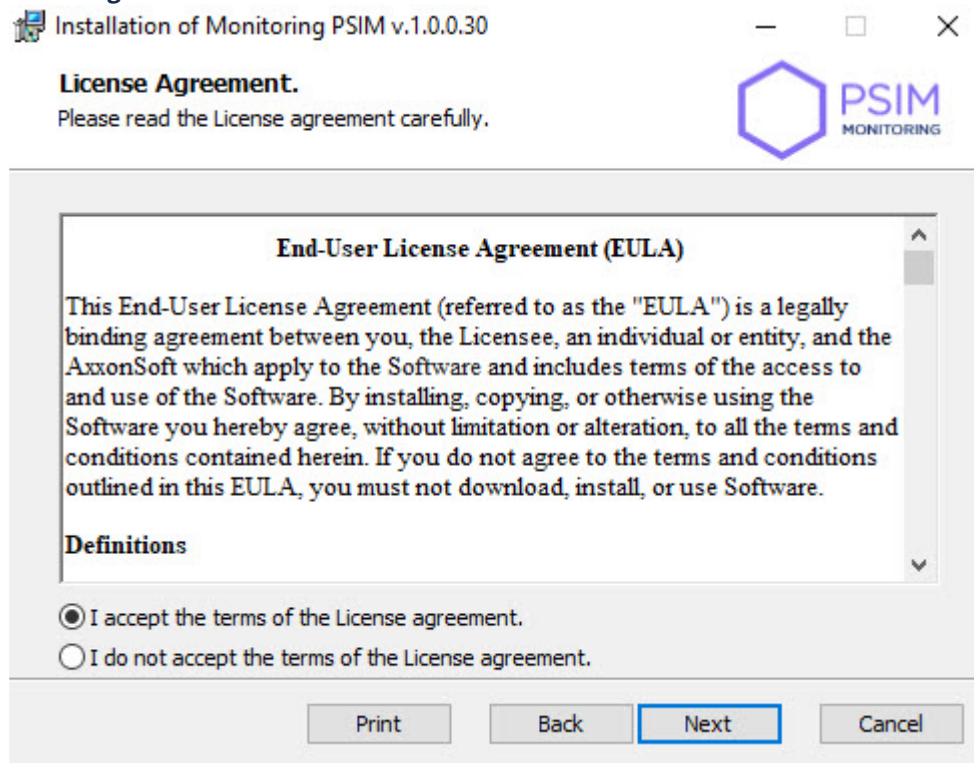 Installation of Monitoring PSIM v.1.0.0.30
License Agreement.
Please read the License agreement carefully.
PSIM
MONITORING
End-User License Agreement (EULA)
This End-User License Agreement (referred to as the "EULA") is a legally
binding agreement between you, the Licensee, an individual or entity, and the
AxxonSoft which apply to the Software and includes terms of the access to
and use of the Software. By installing, copying, or otherwise using the
Software you hereby agree, without limitation or alteration, to all the terms and
conditions contained herein. If you do not agree to the terms and conditions
outlined in this EULA, you must not download, install, or use Software.
Definitions
I accept the terms of the License agreement.
I do not accept the terms of the License agreement.
Print
Back
Next
Cancel